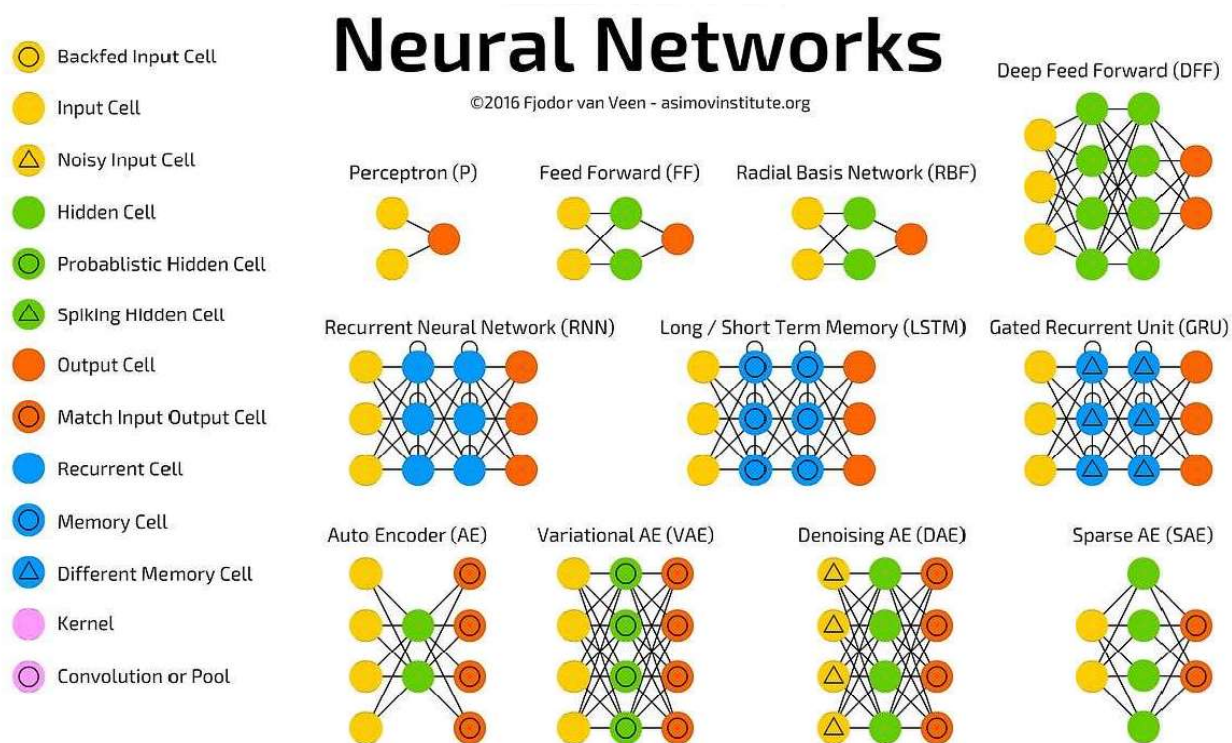 Neural Networks
©2016 Fjodor van Veen - asimovinstitute.org
Backfed Input Cell
Input Cell
Noisy Input Cell
Hidden Cell
Probablistic Hidden Cell
Spiking Hidden Cell
Output Cell
Match Input Output Cell
Recurrent Cell
Memory Cell
Different Memory Cell
Kernel
Convolution or Pool
Deep Feed Forward (DFF)
Perceptron (P)
Feed Forward (FF)
Radial Basis Network (RBF)
Recurrent Neural Network (RNN)
Long / Short Term Memory (LSTM)
Gated Recurrent Unit (GRU)
Auto Encoder (AE)
Variational AE (VAE)
Denoising AE (DAE)
Sparse AE (SAE)